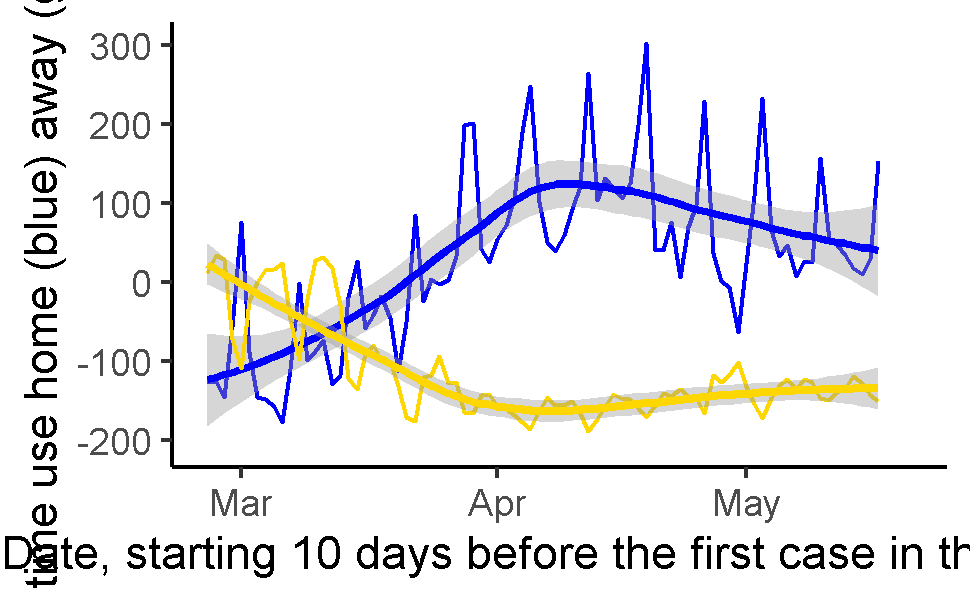 time use home (blue) away (
300
200
100
0
-100
-200
Mar Apr May
Date, starting 10 days before the first case in th